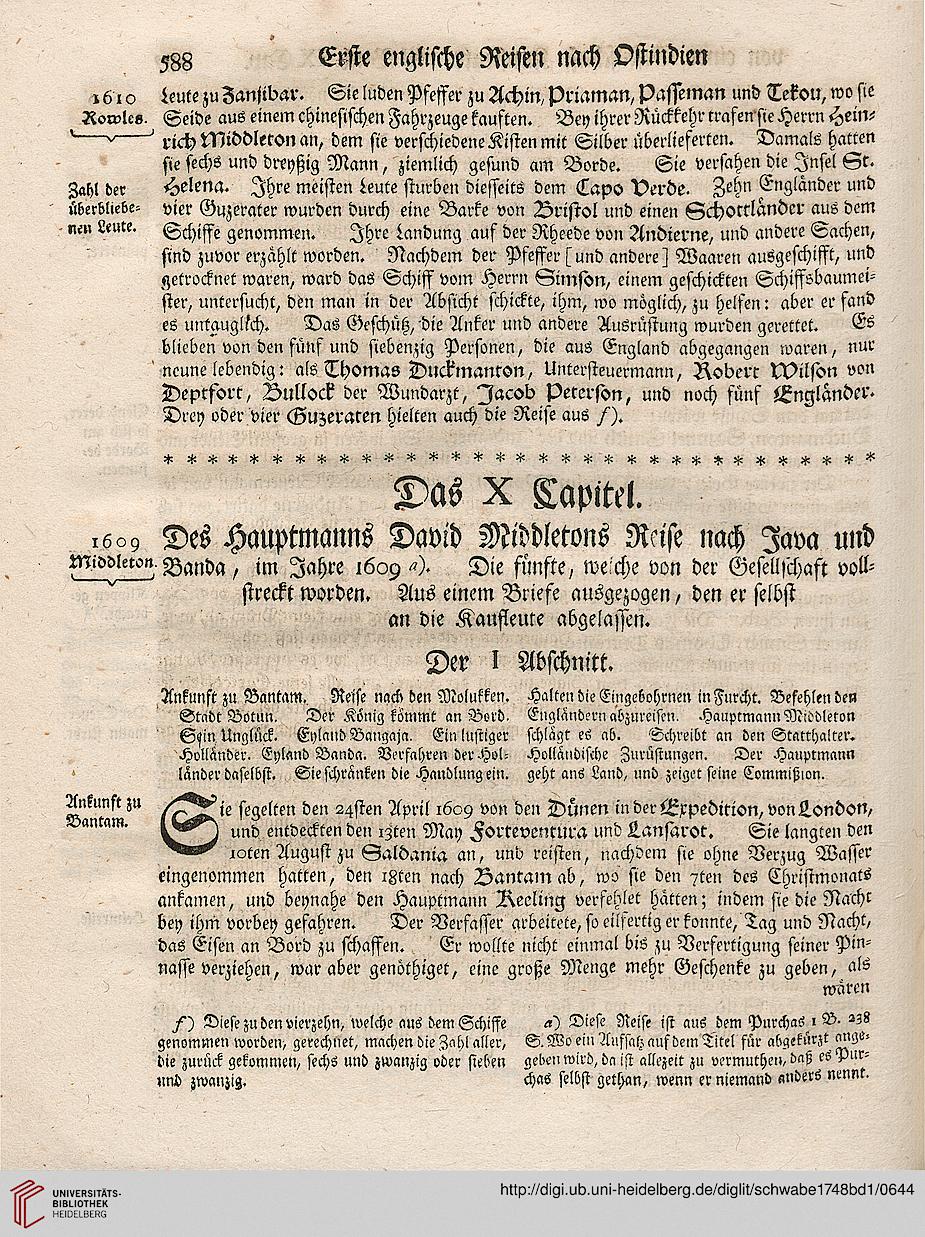 588 Erste englische Reisen nach Ostindien
1610
Rowles.
Leute zu Zansibar. Sie luden Pfeffer zu Achin, Priaman, Passeman und Tekou, wo sie
Seide aus einem chinesischen Fahrzeuge kauften. Bey ihrer Rückkehr trafen sie Herrn Hein-
rich Middleton an, dem sie verschiedene Kisten mit Silber überlieferten. Damals hatten
sie sechs und dreyßig Mann, ziemlich gesund am Borde. Sie versahen die Insel St.
Zahl der
überbliebe-
nen Leute.
Helena. Ihre meisten Leute sturben diesseits dem Capo Verde. Zehn Engländer und
vier Guzerater wurden durch eine Barke von Bristol und einen Schottländer aus dem
Schiffe genommen. Ihre Landung auf der Rheede von Andierne, und andere Sachen,
sind zuvor erzählt worden. Nachdem der Pfeffer [und andere] Waaren ausgeschifft, und
getrocknet waren, ward das Schiff vom Herrn Simson, einem geschickten Schiffsbaumei-
ster, untersucht, den man in der Absicht schickte, ihm, wo möglich, zu helfen: aber er fand
es untauglich. Das Geschütz, die Anker und andere Ausrüstung wurden gerettet. Es
blieben von den fünf und siebenzig Personen, die aus England abgegangen waren, nur
neune lebendig: als Thomas Duckmanton, Untersteuermann, Robert Wilson von
Deptfort, Bullock der Wundarzt, Jacob Peterson, und noch fünf Engländer.
Drey oder vier Guzeraten hielten auch die Reise aus f).
* * * * * * * * * * * * * * * * * * * * * * * * * * * * * * * *
Das X Capitel.
1609
Middleton.
Des Hauptmanns David Middletons Reise nach Java und
Banda, im Jahre 1609 a). Die fünfte, welche von der Gesellschaft voll-
streckt worden. Aus einem Briefe ausgezogen, den er selbst
an die Kaufleute abgelassen.
Der I Abschnitt.
Ankunft zu Bantam. Reise nach den Molukken.
Stadt Botun. Der König kömmt an Bord.
Sein Unglück. Eyland Bangaja. Ein lustiger
Holländer. Eyland Banda. Verfahren der Hol-
länder daselbst. Sie schränken die Handlung ein.
Halten die Eingebohrnen in Furcht. Befehlen den
Engländern abzureisen. Hauptmann Middleton
schlägt es ab. Schreibt an den Statthalter.
Holländische Zurüstungen. Der Hauptmann
geht ans Land, und zeiget seine Commißion.
Ankunft zu
Bantam.
Sie segelten den 24sten April 1609 von den Dünen in der Expedition, von London,
und entdeckten den 13ten May Forteventura und Lansarot. Sie langten den
10ten August zu Saldania an, und reisten, nachdem sie ohne Verzug Wasser
eingenommen hatten, den 18ten nach Bantam ab, wo sie den 7ten des Christmonats
ankamen, und beynahe den Hauptmann Keeling verfehlet hätten; indem sie die Nacht
bey ihm vorbey gefahren. Der Verfasser arbeitete, so eilfertig er konnte, Tag und Nacht,
das Eisen an Bord zu schaffen. Er wollte nicht einmal bis zu Verfertigung seiner Pin-
nasse verziehen, war aber genöthiget, eine große Menge mehr Geschenke zu geben, als
wären
f) Diese zu den vierzehn, welche aus dem Schiffe
genommen worden, gerechnet, machen die Zahl aller,
die zurück gekommen, sechs und zwanzig oder sieben
und zwanzig.
a) Diese Reise ist aus dem Purchas 1 B. 238
S. Wo ein Aufsatz auf dem Titel für abgekürzt ange-
geben wird, da ist allezeit zu vermuthen, daß es Pur-
chas selbst gethan, wenn er niemand anders nennt.
UNIVERSITÄTS-
BIBLIOTHEK
HEIDELBERG
http://digi.ub.uni-heidelberg.de/diglit/schwabe1748bd1/0644